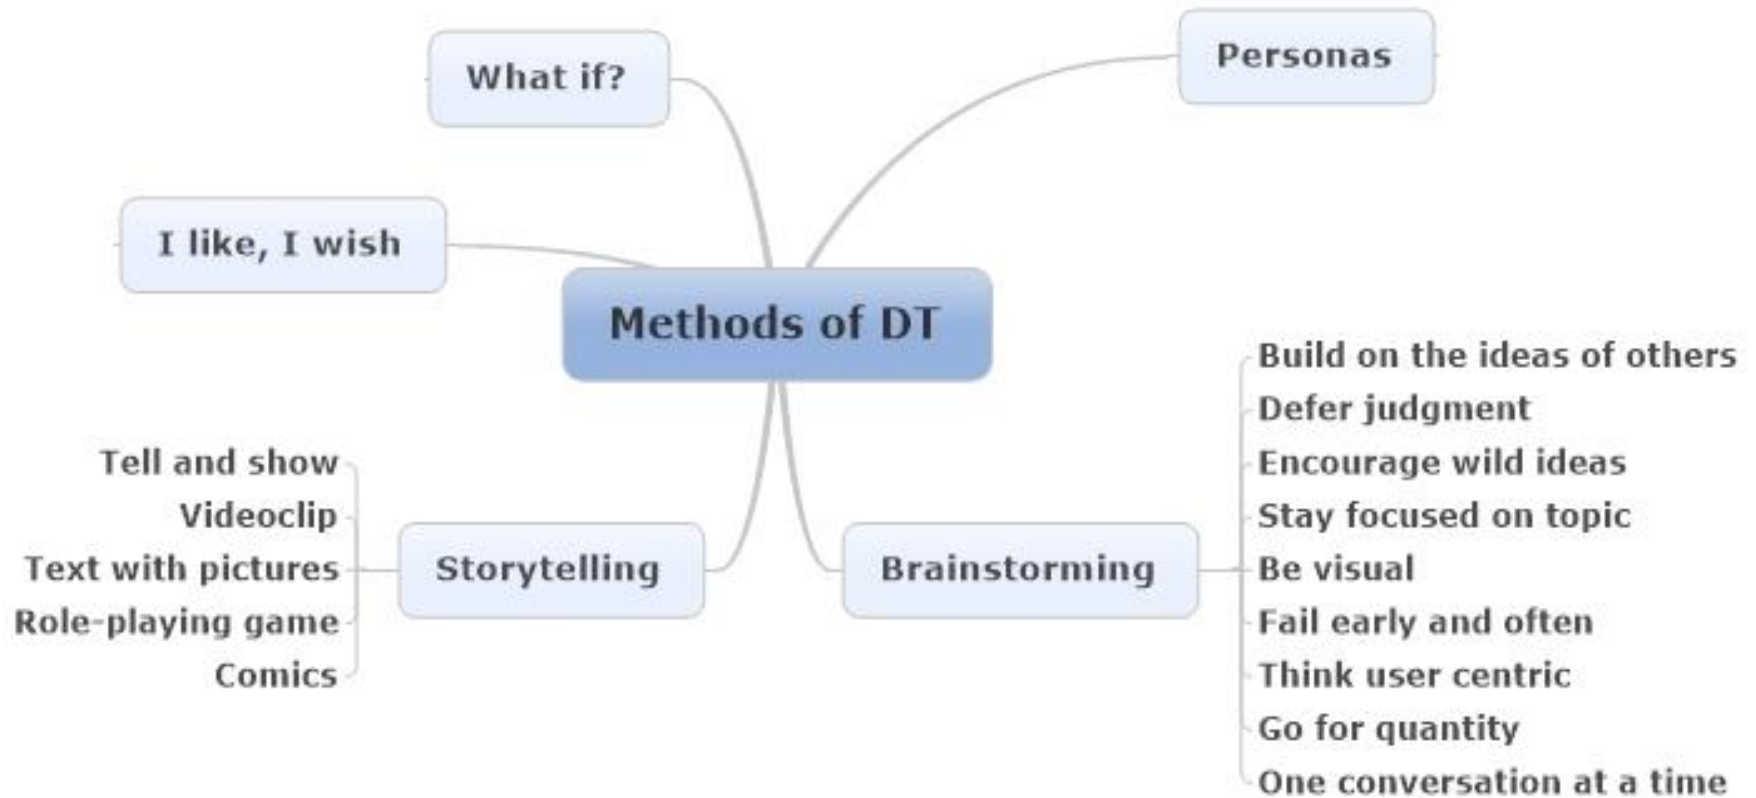 What if?
Personas
I like, I wish
Methods of DT
Tell and show
Videoclip
Text with pictures
Role-playing game
Comics
Storytelling
Brainstorming
Build on the ideas of others
Defer judgment
Encourage wild ideas
Stay focused on topic
Be visual
Fail early and often
Think user centric
Go for quantity
One conversation at a time